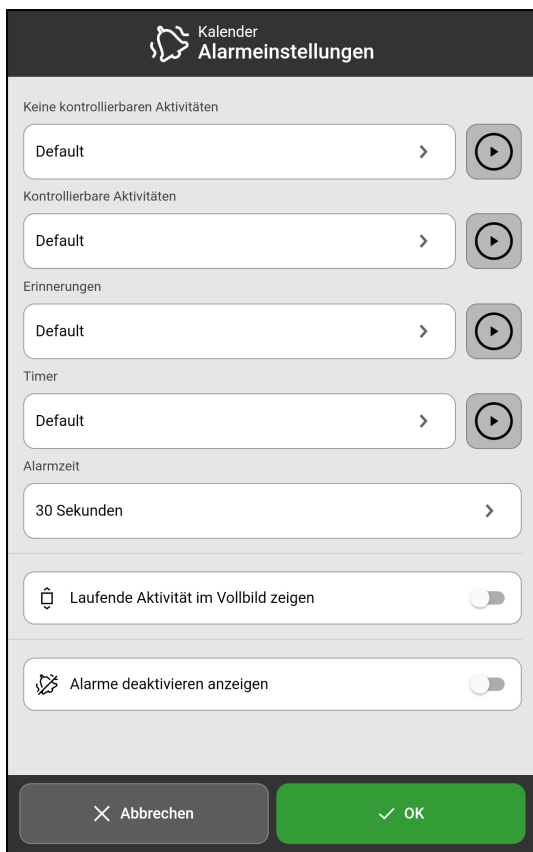 Kalender
Alarmeinstellungen
Keine kontrollierbaren Aktivitäten
Default
Kontrollierbare Aktivitäten
Default
Erinnerungen
Default
Timer
Default
Alarmzeit
30 Sekunden
Laufende Aktivität im Vollbild zeigen
Alarme deaktivieren anzeigen
Abbrechen
OK